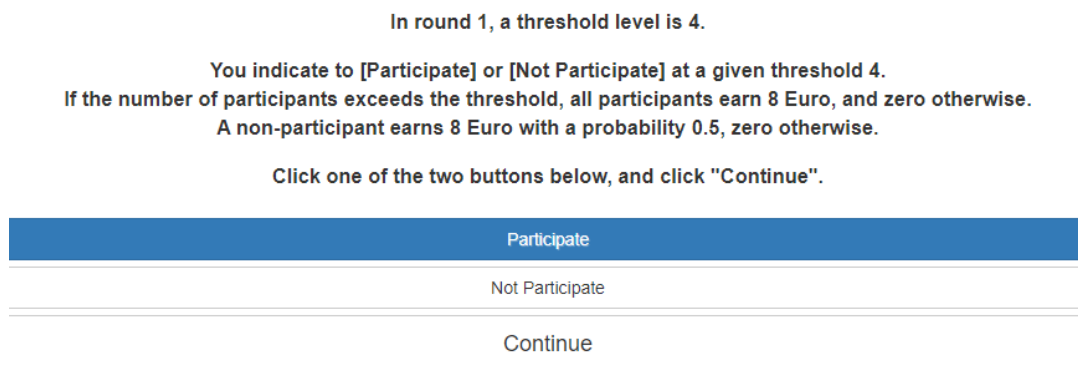 In round 1, a threshold level is 4.
You indicate to [Participate] or [Not Participate] at a given threshold 4.
If the number of participants exceeds the threshold, all participants earn 8 Euro, and zero otherwise.
A non-participant earns 8 Euro with a probability 0.5, zero otherwise.
Click one of the two buttons below, and click "Continue".
Participate
Not Participate
Continue